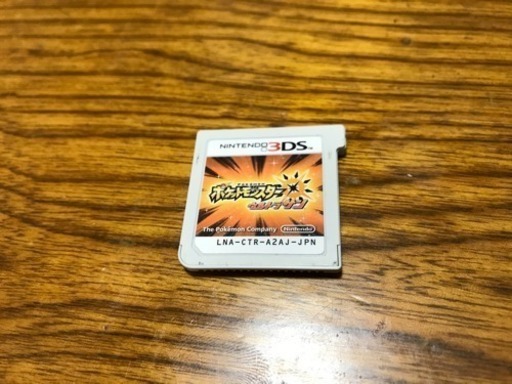 NINTENDO 3DS™
ポケットモンスター
ウルトラサン
The Pokémon Company Nintendo
LNA-CTR-A2AJ-JPN